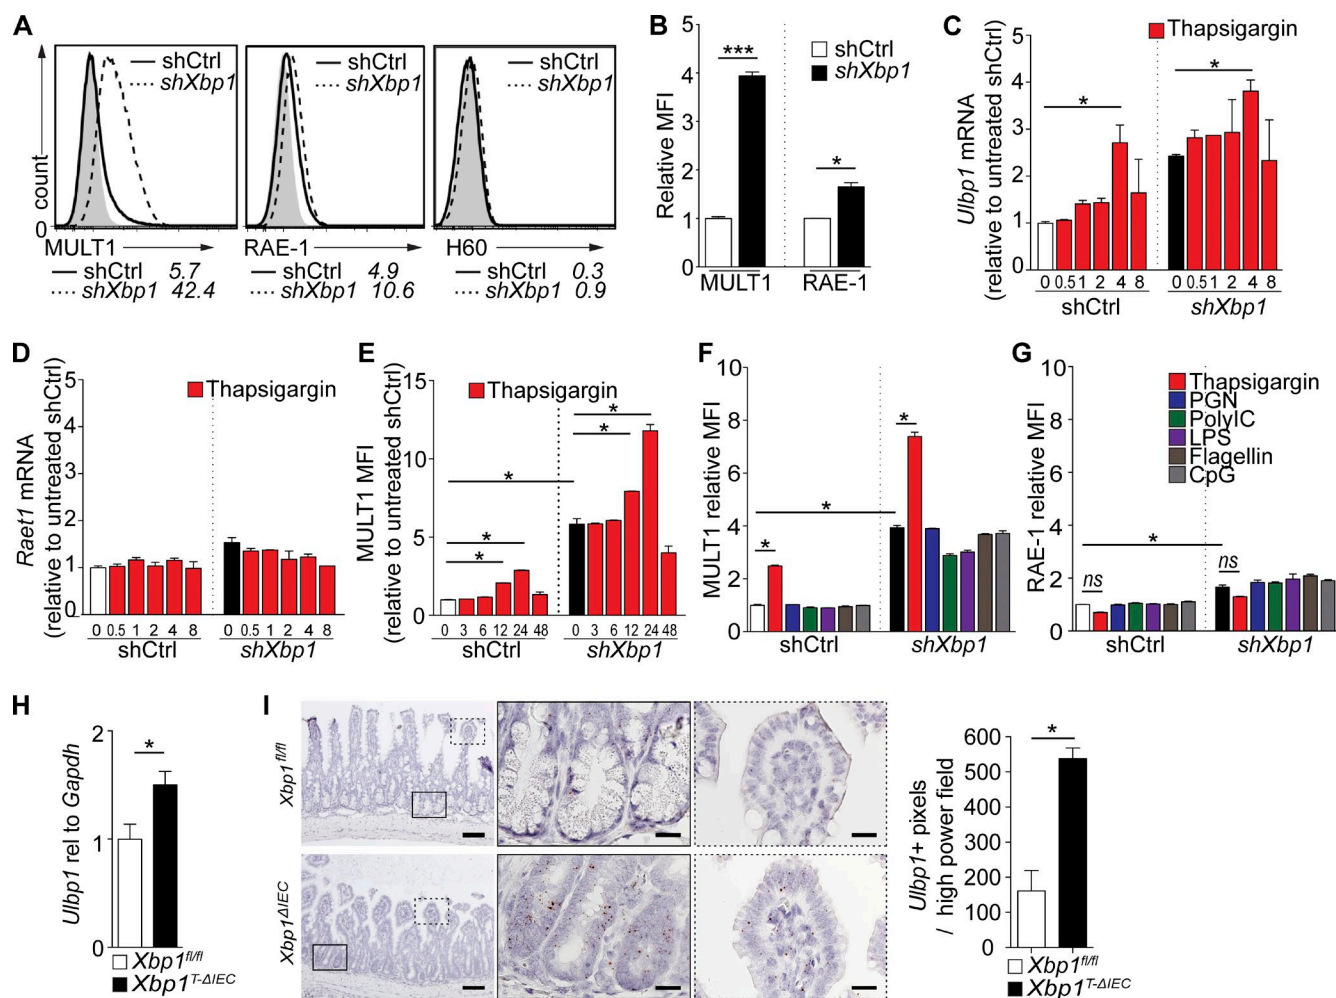 A
shCtrl
shXbp1
shCtrl
shXbp1
shCtrl
shXbp1
count
0
MULT1
RAE-1
H60
shCtrl 5.7
shXbp1 42.4
shCtrl 4.9
shXbp1 10.6
shCtrl 0.3
shXbp1 0.9
B
Relative MFI
5
4
3
2
1
0
***
*
shCtrl
shXbp1
MULT1 RAE-1
C
Thapsigargin
Ulbp1 mRNA
(relative to untreated shCtrl)
5
4
3
2
1
0
*
*
0 0.5 1 2 4 8
0 0.5 1 2 4 8
shCtrl shXbp1
D
Thapsigargin
Raet1 mRNA
(relative to untreated shCtrl)
5
4
3
2
1
0
0 0.5 1 2 4 8
0 0.5 1 2 4 8
shCtrl shXbp1
E
Thapsigargin
MULT1 MFI
(relative to untreated shCtrl)
15
10
5
0
*
*
*
*
*
0 3 6 12 24 48
0 3 6 12 24 48
shCtrl shXbp1
F
MULT1 relative MFI
10
8
6
4
2
0
*
*
*
shCtrl shXbp1
G
RAE-1 relative MFI
10
8
6
4
2
0
Thapsigargin
PGN
PolyIC
LPS
Flagellin
CpG
*
ns
ns
shCtrl shXbp1
H
Ulbp1 rel to Gapdh
2
1
0
*
Xbp1fl/fl
Xbp1T-ΔIEC
I
Xbp1fl/fl
Xbp1ΔIEC
Ulbp1+ pixels
/ high power field
600
500
400
300
200
100
0
*
Xbp1fl/fl
Xbp1T-ΔIEC